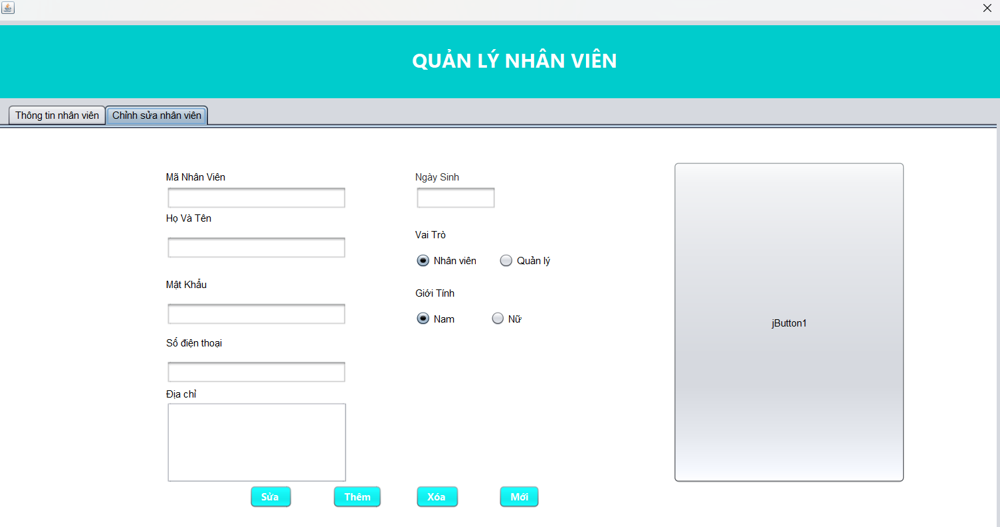 QUẢN LÝ NHÂN VIÊN
Thông tin nhân viên
Chỉnh sửa nhân viên
Mã Nhân Viên
Họ Và Tên
Mật Khẩu
Số điện thoại
Địa chỉ
Ngày Sinh
Vai Trò
Nhân viên
Quản lý
Giới Tính
Nam
Nữ
jButton1
Sửa
Thêm
Xóa
Mới